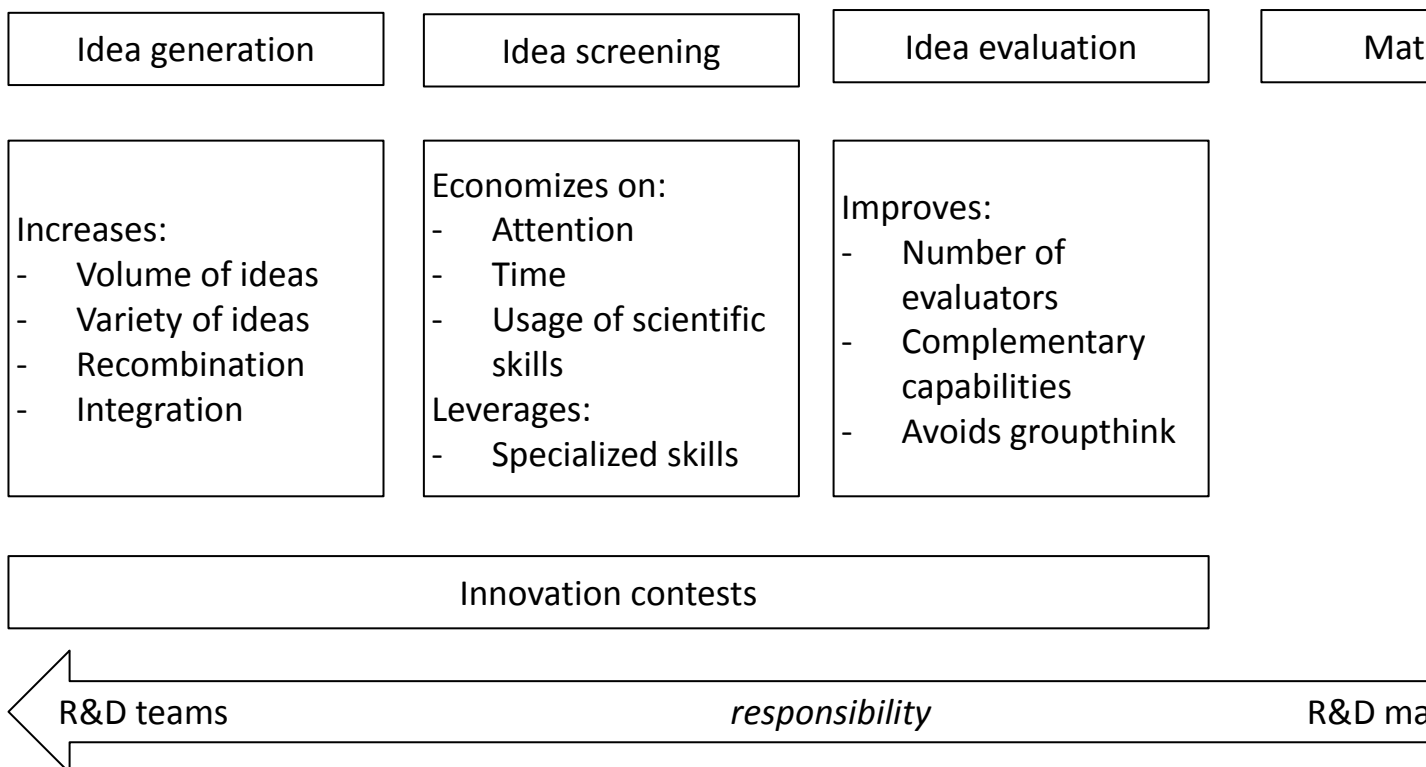 Idea generation
Idea screening
Idea evaluation
Mat
Increases:
- Volume of ideas
- Variety of ideas
- Recombination
- Integration
Economizes on:
- Attention
- Time
- Usage of scientific
skills
Leverages:
- Specialized skills
Improves:
- Number of
evaluators
- Complementary
capabilities
- Avoids groupthink
Innovation contests
R&D teams
responsibility
R&D ma